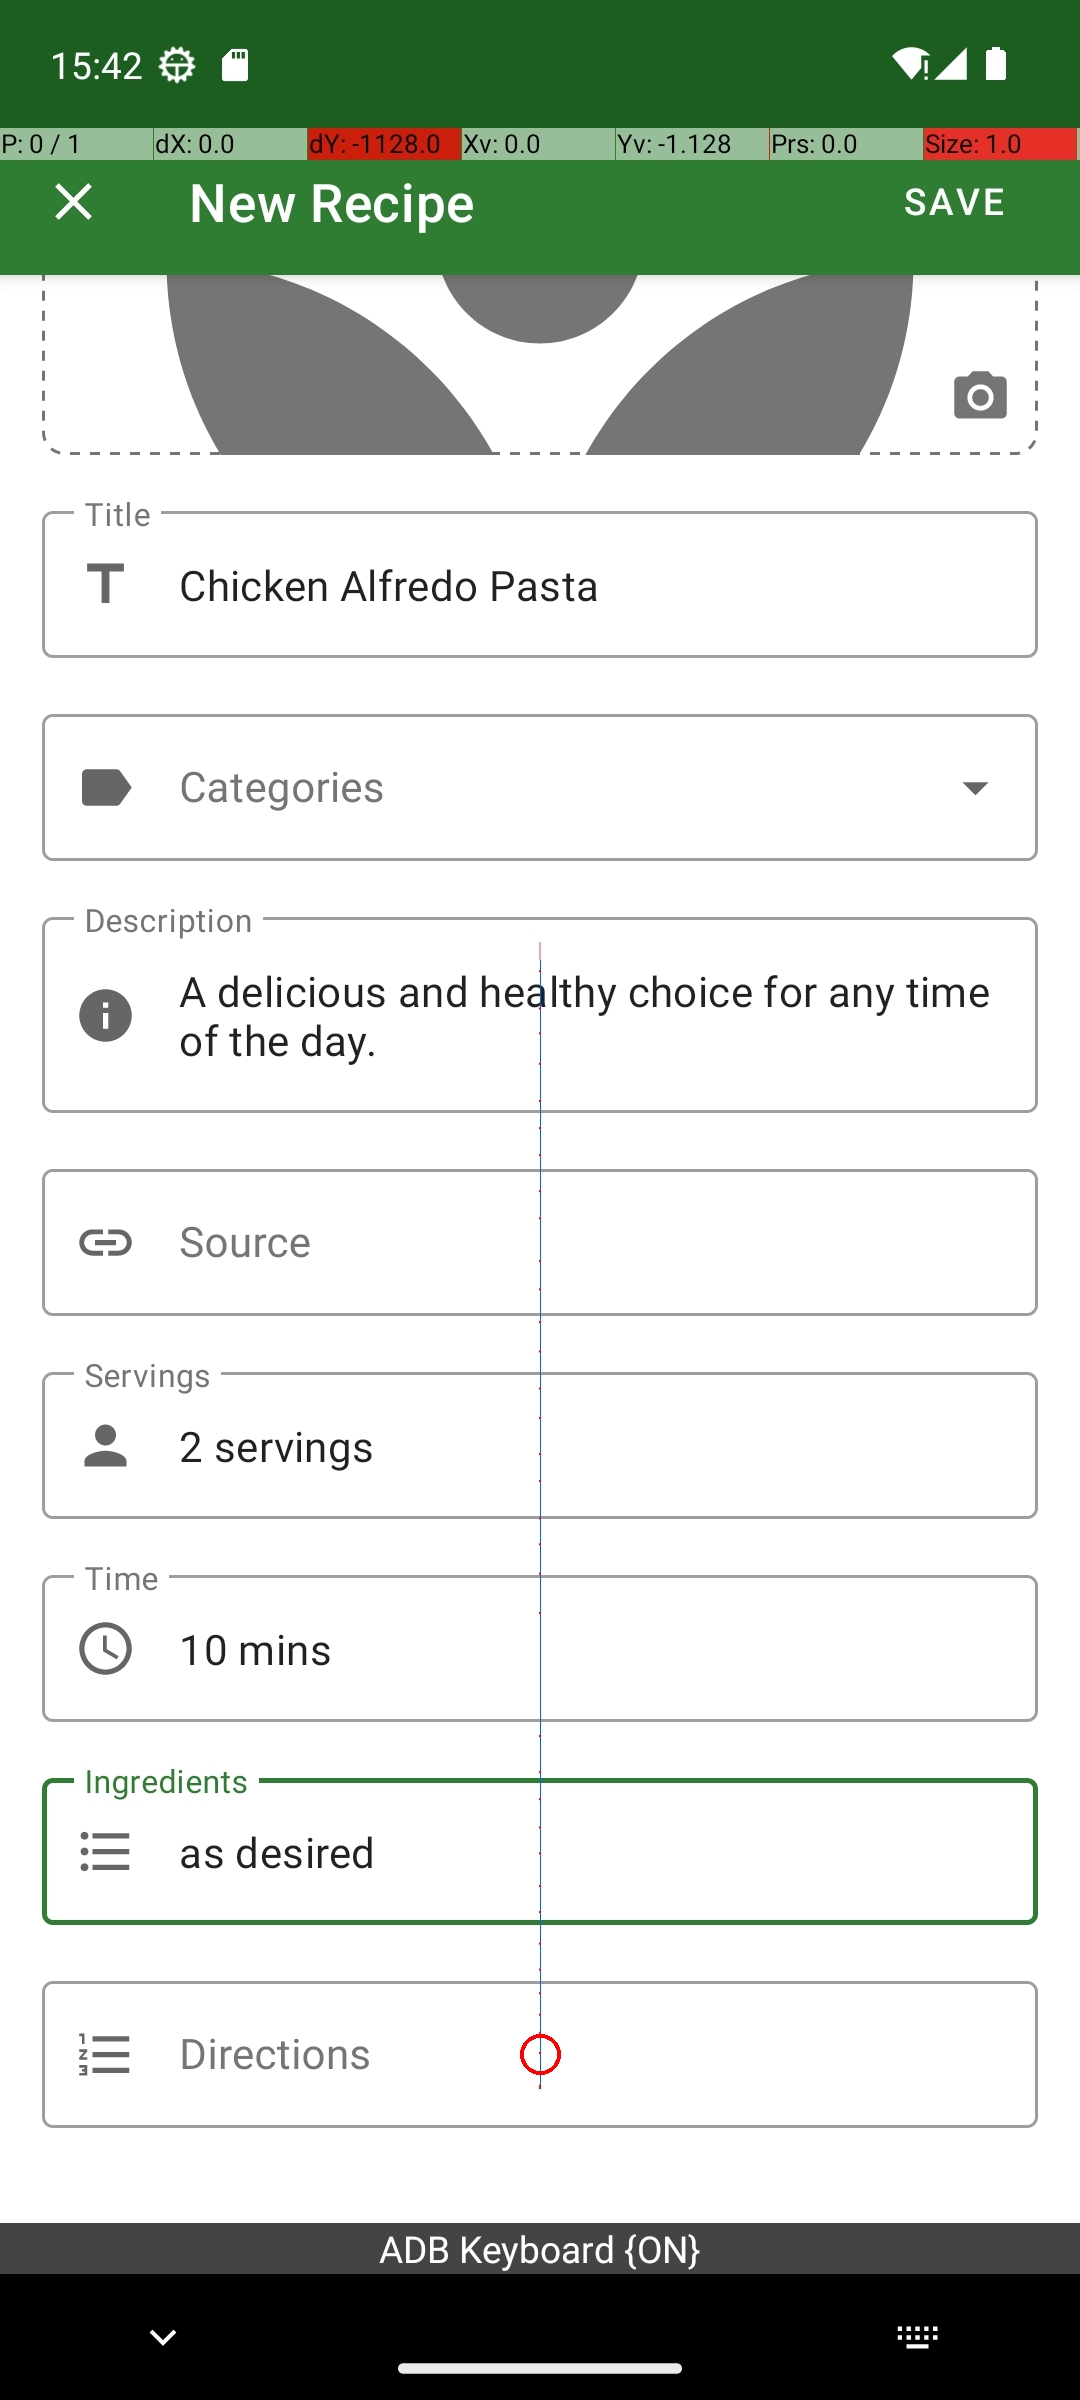 15:42
P: 0 / 1 dX: 0.0 dY: -1128.0 Xv: 0.0 Yv: -1.128 Prs: 0.0 Size: 1.0
New Recipe SAVE
Title
Chicken Alfredo Pasta
Categories
Description
A delicious and healthy choice for any time
of the day.
Source
Servings
2 servings
Time
10 mins
Ingredients
as desired
Directions
ADB Keyboard {ON}